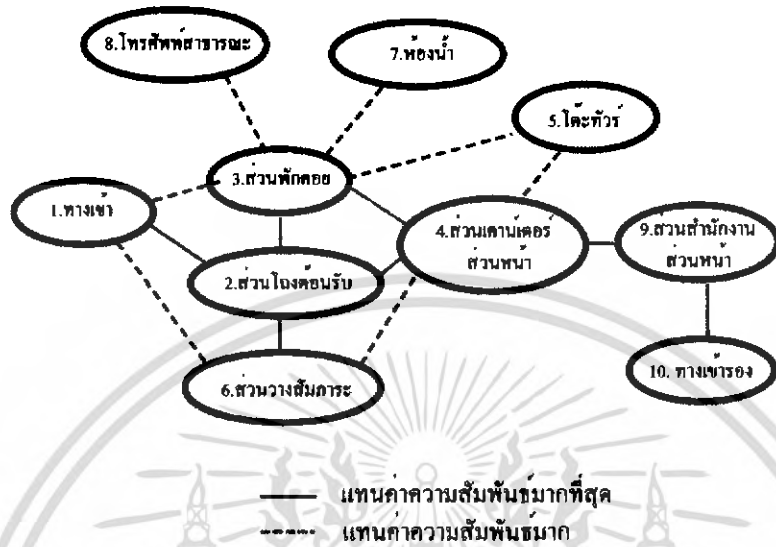 8.โทรศัพท์สาธารณะ
7.ห้องน้ำ
5.โต๊ะทัวร์
3.ส่วนพักคอย
1.ทางเข้า
4.ส่วนเคาน์เตอร์
ส่วนหน้า
9.ส่วนสำนักงาน
ส่วนหน้า
2.ส่วนโถงต้อนรับ
6.ส่วนวางสัมภาระ
10. ทางเข้ารอง
แทนค่าความสัมพันธ์มากที่สุด
แทนค่าความสัมพันธ์มาก